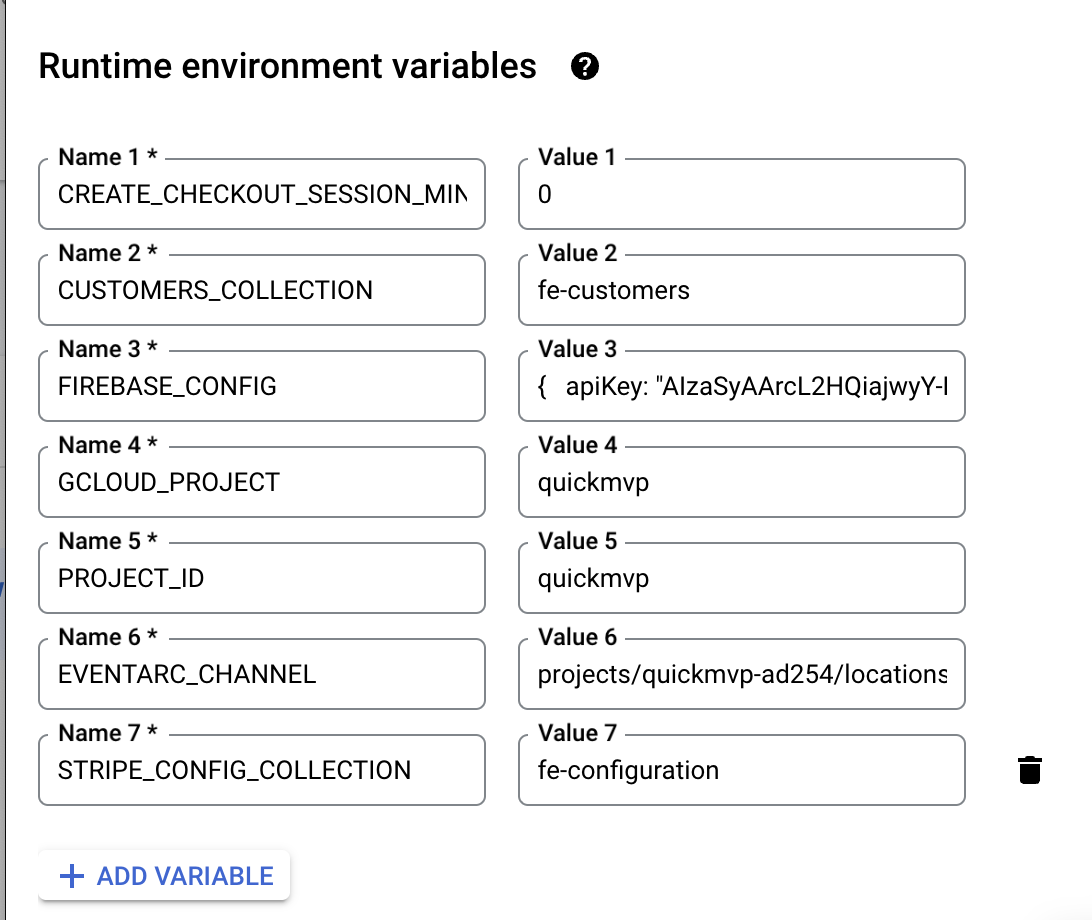 Runtime environment variables ?
Name 1 * Value 1
CREATE_CHECKOUT_SESSION_MIN 0
Name 2 * Value 2
CUSTOMERS_COLLECTION fe-customers
Name 3 * Value 3
FIREBASE_CONFIG { apiKey: "AIzaSyAArcL2HQiajwyY-
Name 4 * Value 4
GCLOUD_PROJECT quickmvp
Name 5 * Value 5
PROJECT_ID quickmvp
Name 6 * Value 6
EVENTARC_CHANNEL projects/quickmvp-ad254/locations
Name 7 * Value 7
STRIPE_CONFIG_COLLECTION fe-configuration
+ ADD VARIABLE